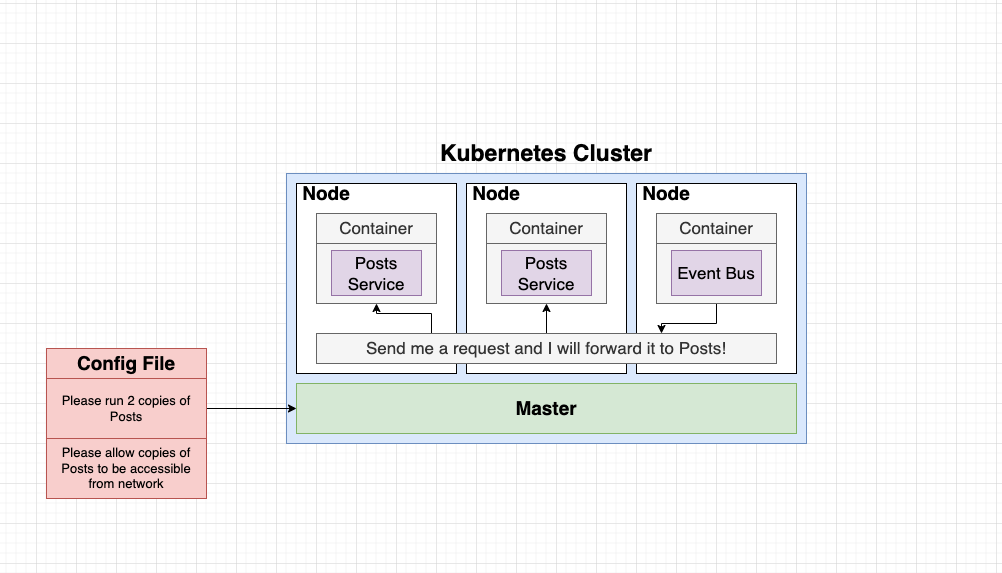 Kubernetes Cluster
Node
Container
Posts
Service
Node
Container
Posts
Service
Node
Container
Event Bus
Send me a request and I will forward it to Posts!
Master
Config File
Please run 2 copies of
Posts
Please allow copies of
Posts to be accessible
from network